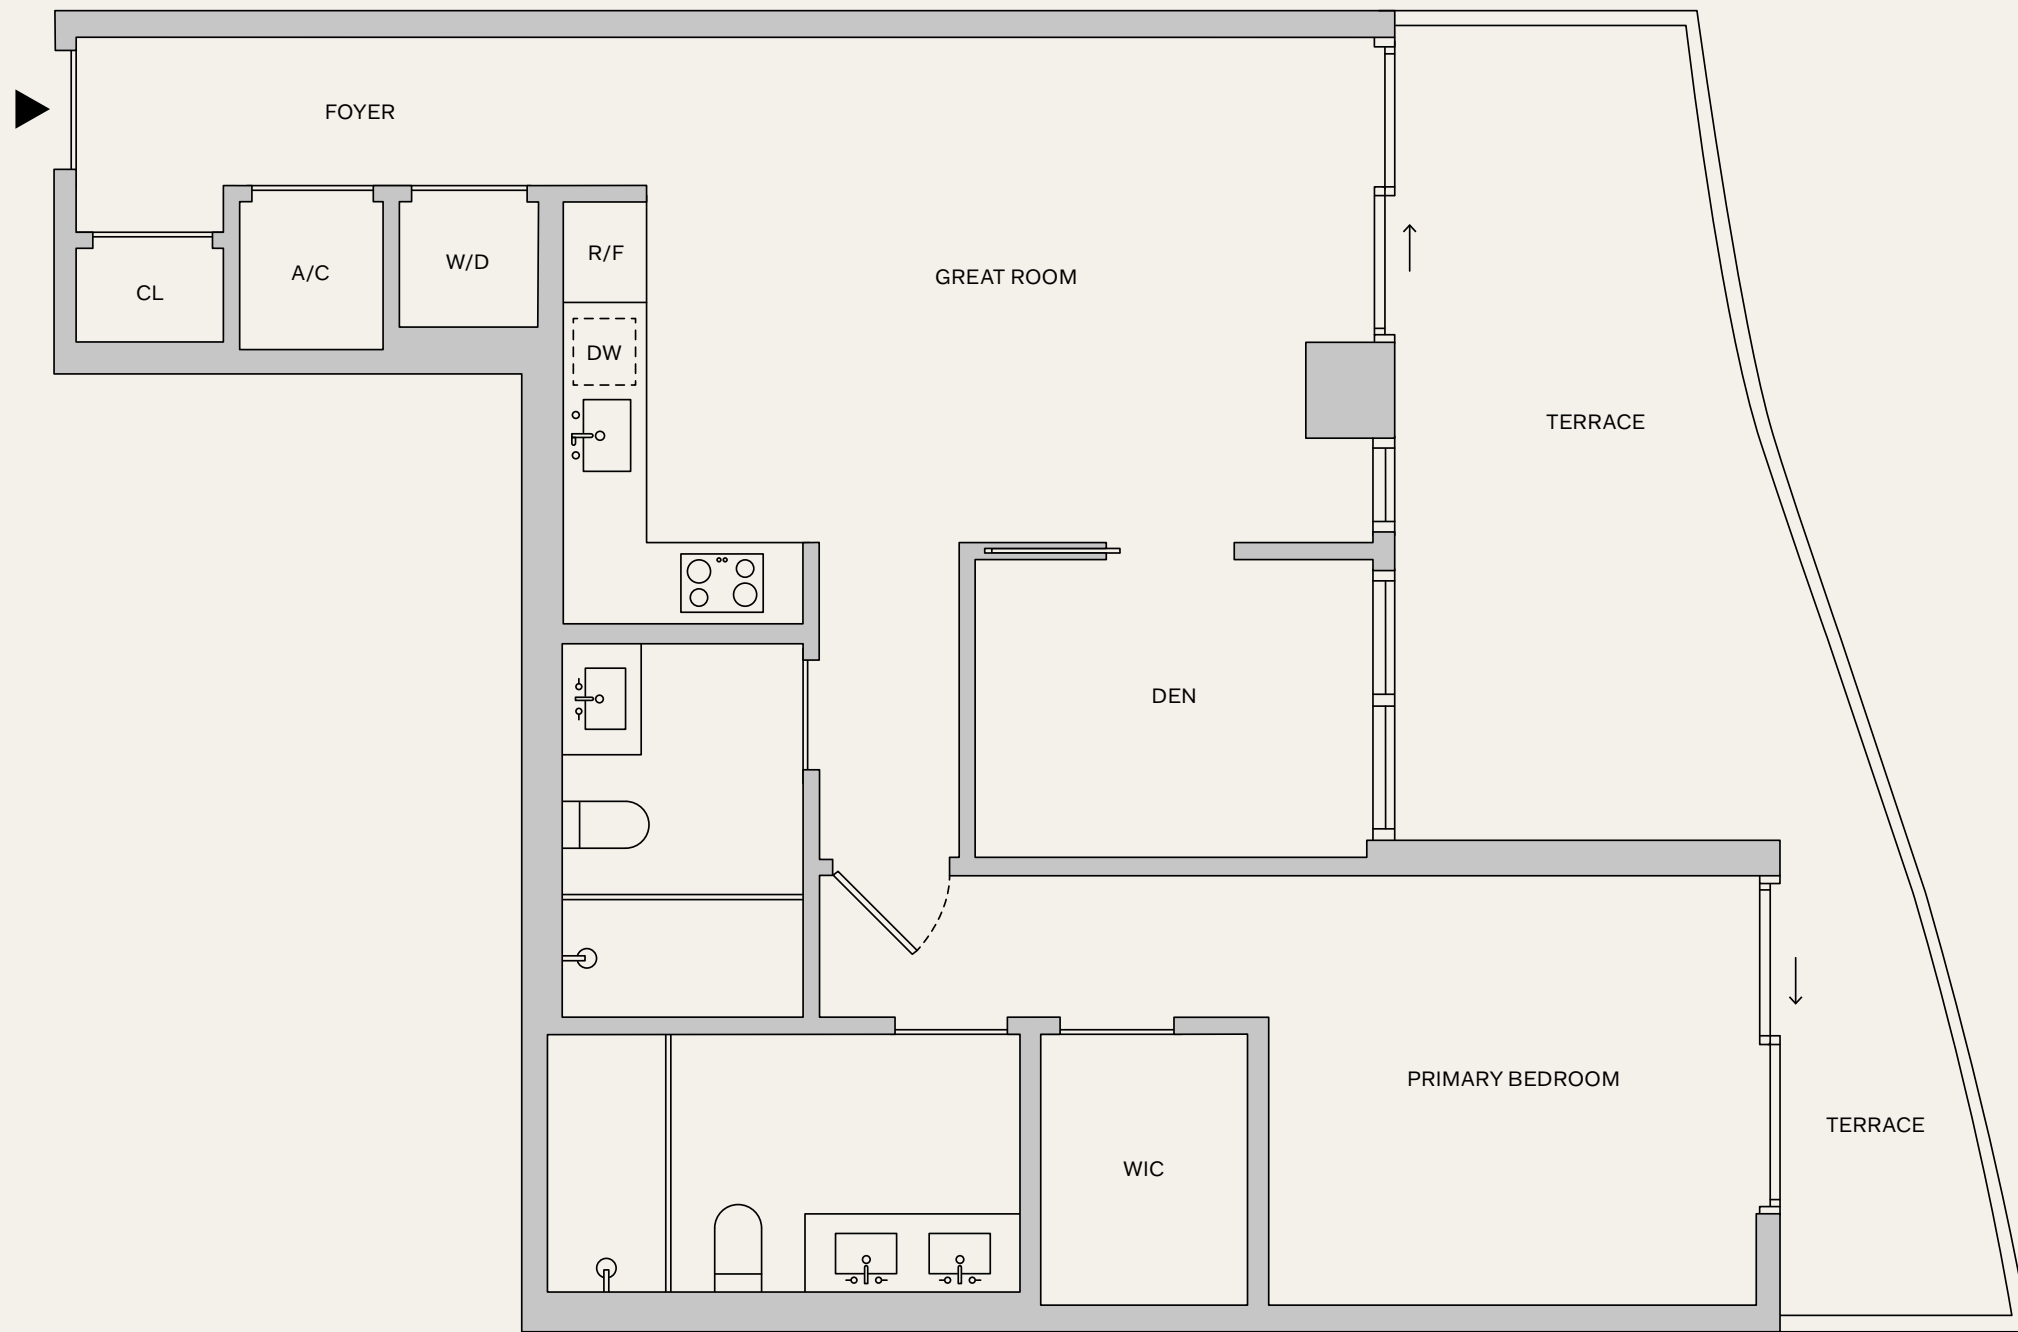 FOYER
CL
A/C
W/D
R/F
DW
GREAT ROOM
TERRACE
DEN
PRIMARY BEDROOM
TERRACE
WIC